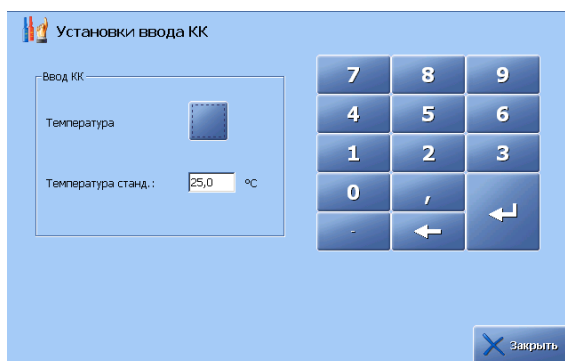 Установки ввода КК
Ввод КК
Температура
Температура станд.: 25,0 ºC
7 8 9
4 5 6
1 2 3
0 ,
-
Закрыть